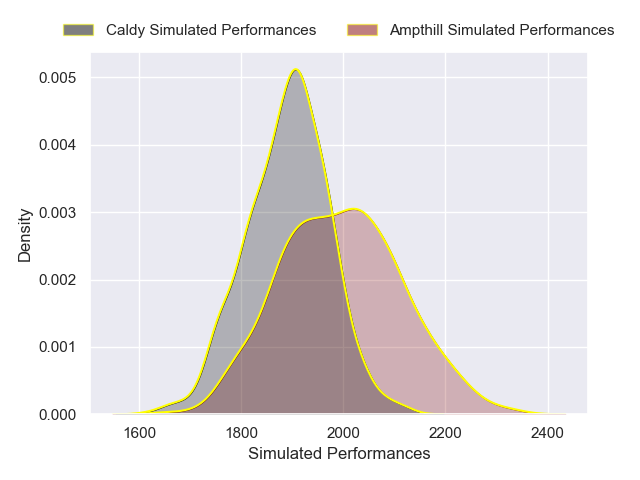 Caldy Simulated Performances
Ampthill Simulated Performances
0.005
0.004
0.003
0.002
0.001
0.000
Density
1600 1800 2000 2200 2400
Simulated Performances